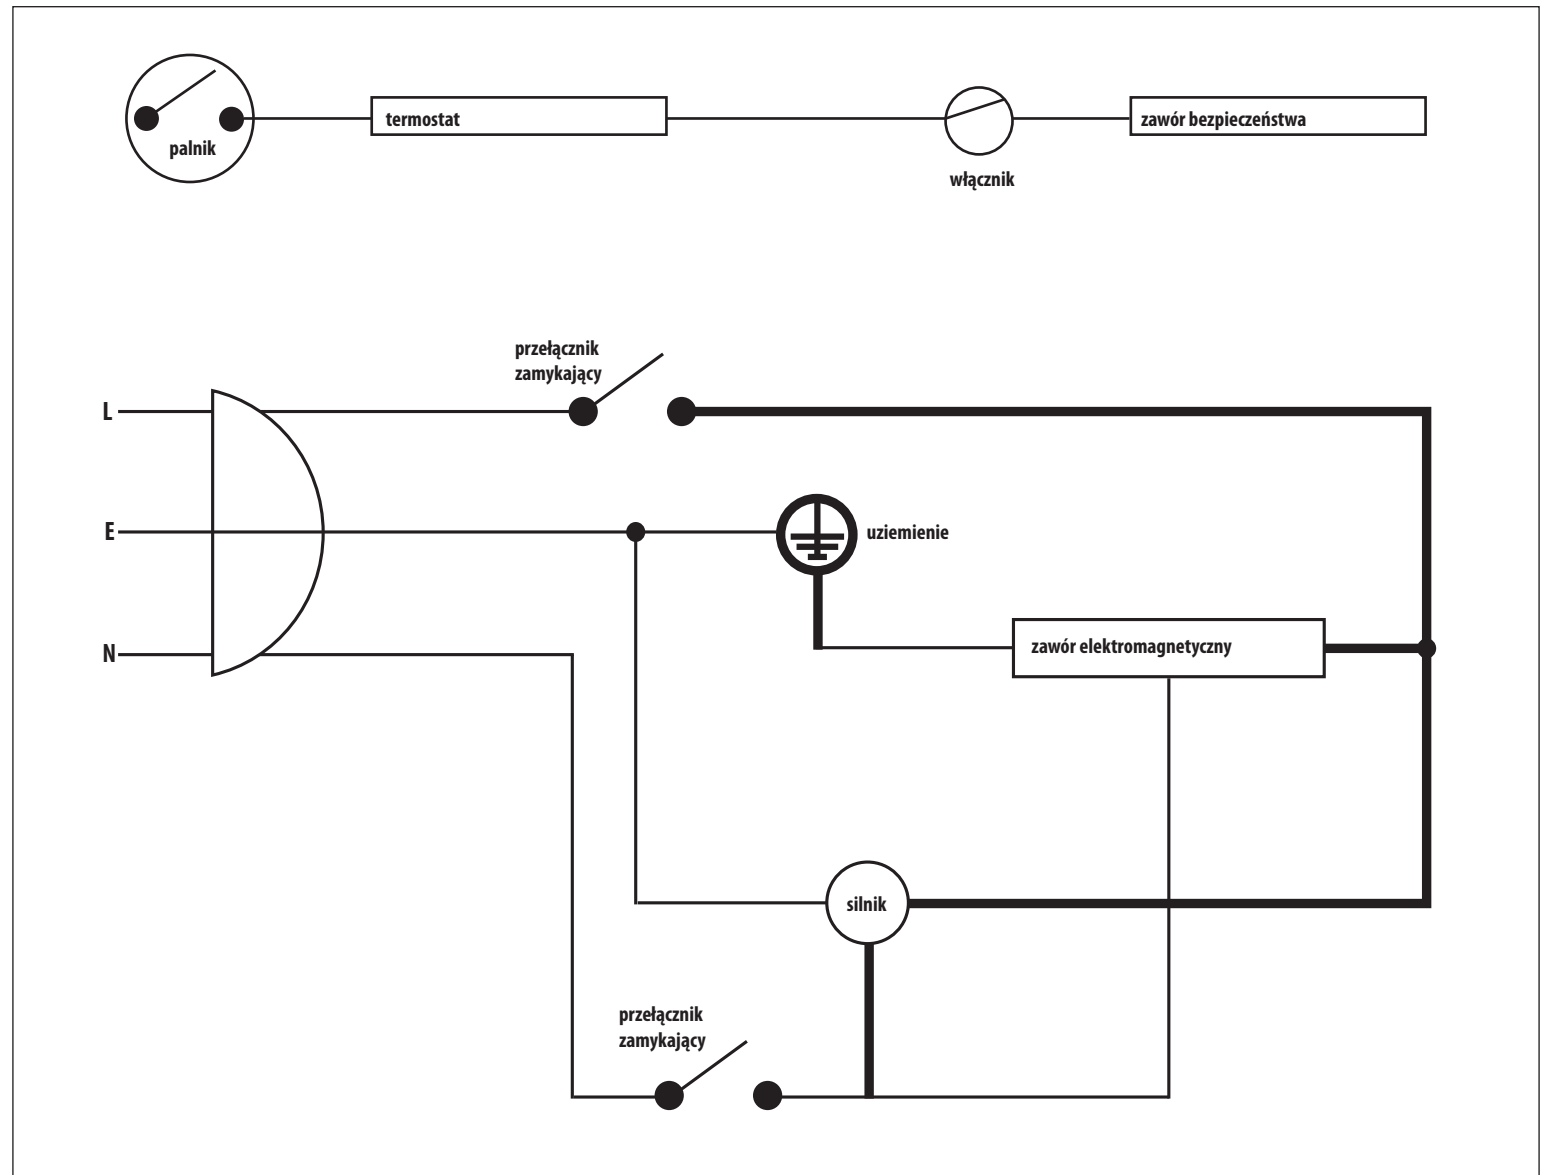 palnik
termostat
włącznik
zawór bezpieczeństwa
przełącznik
zamykający
L
E
uziemienie
N
zawór elektromagnetyczny
silnik
przełącznik
zamykający